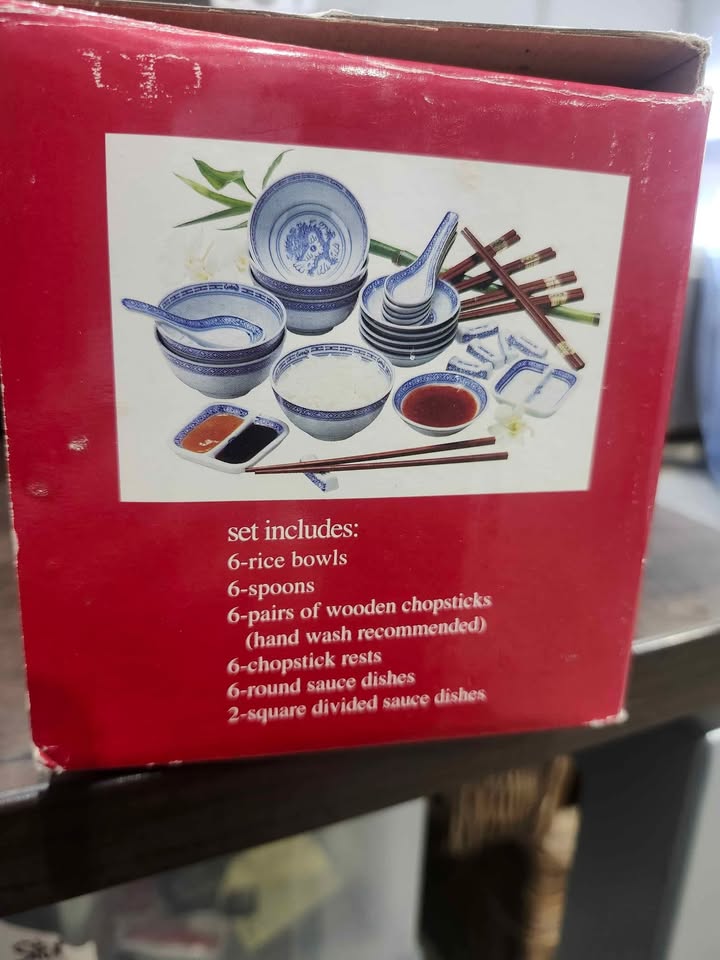 set includes:
6-rice bowls
6-spoons
6-pairs of wooden chopsticks
(hand wash recommended)
6-chopstick rests
6-round sauce dishes
2-square divided sauce dishes